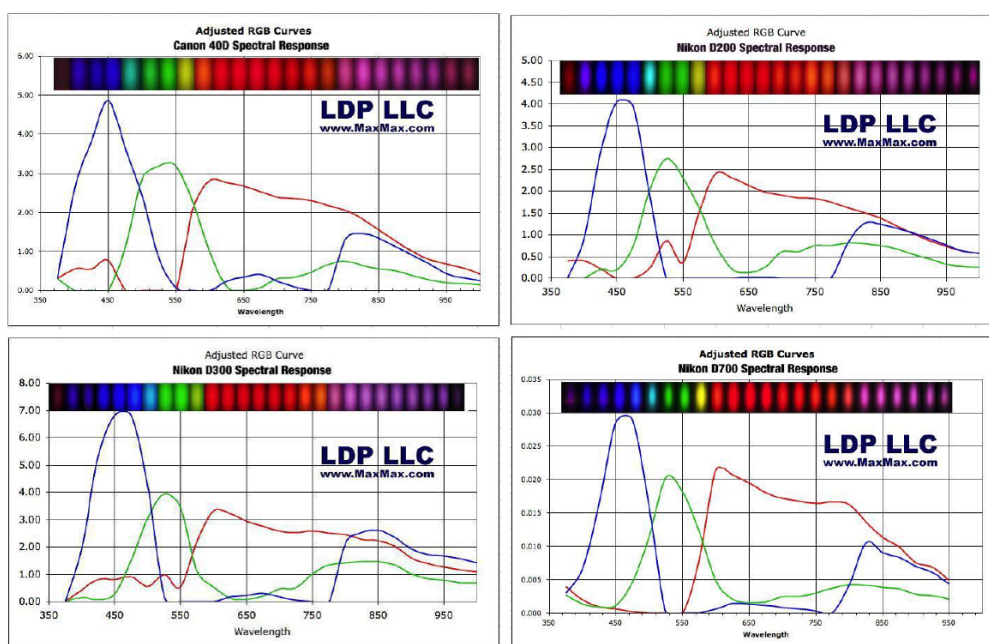 Adjusted RGB Curves
Canon 40D Spectral Response
6.00
5.00
4.00
3.00
2.00
1.00
0.00
LDP LLC
www.MaxMax.com
350 450 550 650 750 850 950
Wavelength
Adjusted RGB Curve
Nikon D200 Spectral Response
5.00
4.50
4.00
3.50
3.00
2.50
2.00
1.50
1.00
0.50
0.00
LDP LLC
www.MaxMax.com
350 450 550 650 750 850 950
Wavelength
Adjusted RGB Curve
Nikon D300 Spectral Response
8.00
7.00
6.00
5.00
4.00
3.00
2.00
1.00
0.00
LDP LLC
www.MaxMax.com
350 450 550 650 750 850 950
Wavelength
Adjusted RGB Curves
Nikon D700 Spectral Response
0.035
0.030
0.025
0.020
0.015
0.010
0.005
0.000
LDP LLC
www.MaxMax.com
350 450 550 650 750 850 950
Wavelength